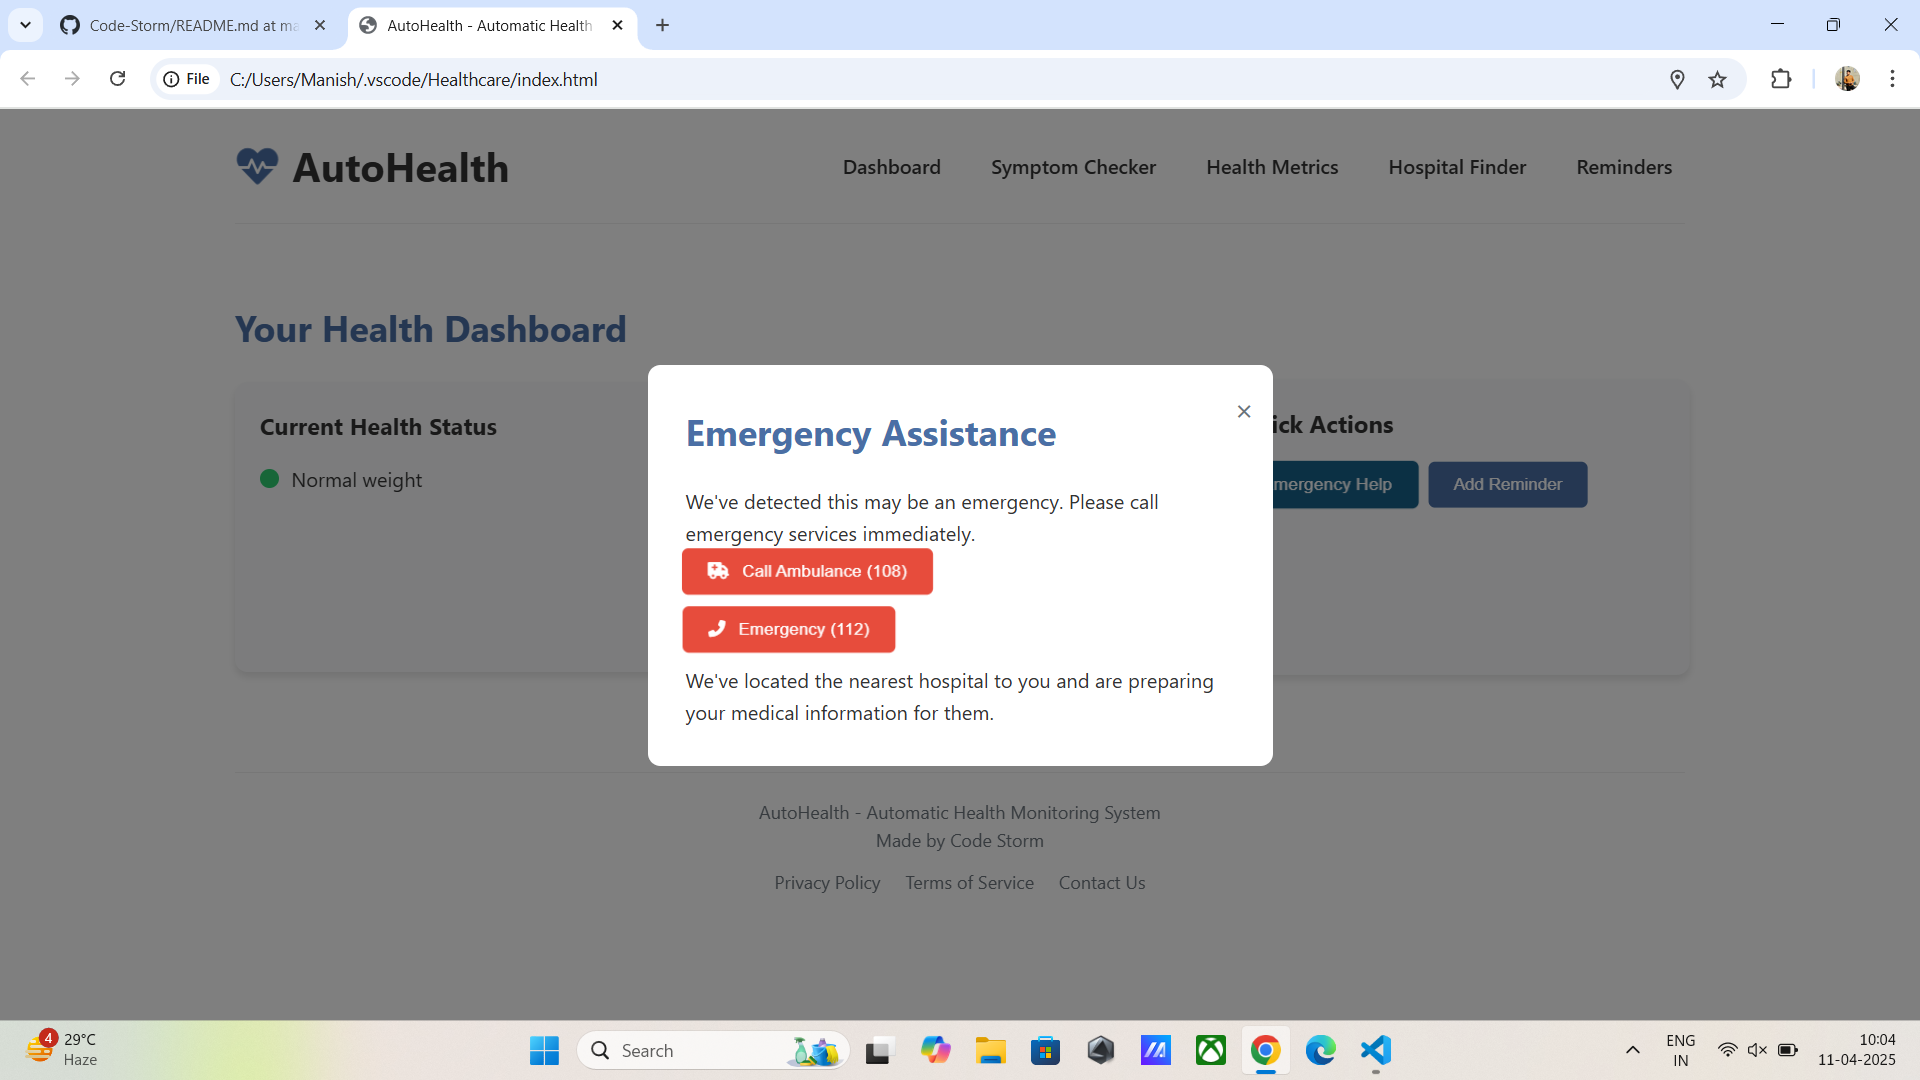 Code-Storm/README.md at ma
AutoHealth - Automatic Health
File
C:/Users/Manish/.vscode/Healthcare/index.html
AutoHealth
Dashboard
Symptom Checker
Health Metrics
Hospital Finder
Reminders
Your Health Dashboard
Current Health Status
Normal weight
ick Actions
mergency Help
Add Reminder
Emergency Assistance
We've detected this may be an emergency. Please call
emergency services immediately.
Call Ambulance (108)
Emergency (112)
We've located the nearest hospital to you and are preparing
your medical information for them.
AutoHealth - Automatic Health Monitoring System
Made by Code Storm
Privacy Policy
Terms of Service
Contact Us
4
29°C
Haze
Search
ENG
IN
10:04
11-04-2025